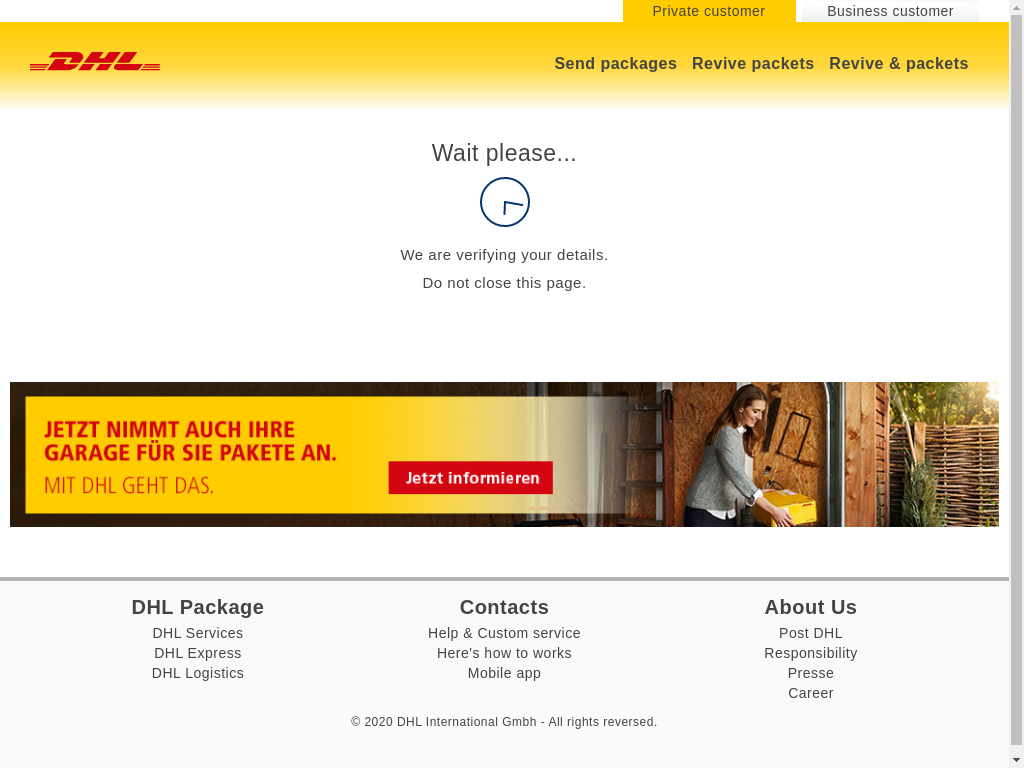 Private customer
Business customer
DHL
Send packages
Revive packets
Revive & packets
Wait please...
We are verifying your details.
Do not close this page.
JETZT NIMMT AUCH IHRE
GARAGE FÜR SIE PAKETE AN.
MIT DHL GEHT DAS.
Jetzt informieren
DHL Package
DHL Services
DHL Express
DHL Logistics
Contacts
Help & Custom service
Here's how to works
Mobile app
About Us
Post DHL
Responsibility
Presse
Career
© 2020 DHL International Gmbh - All rights reversed.